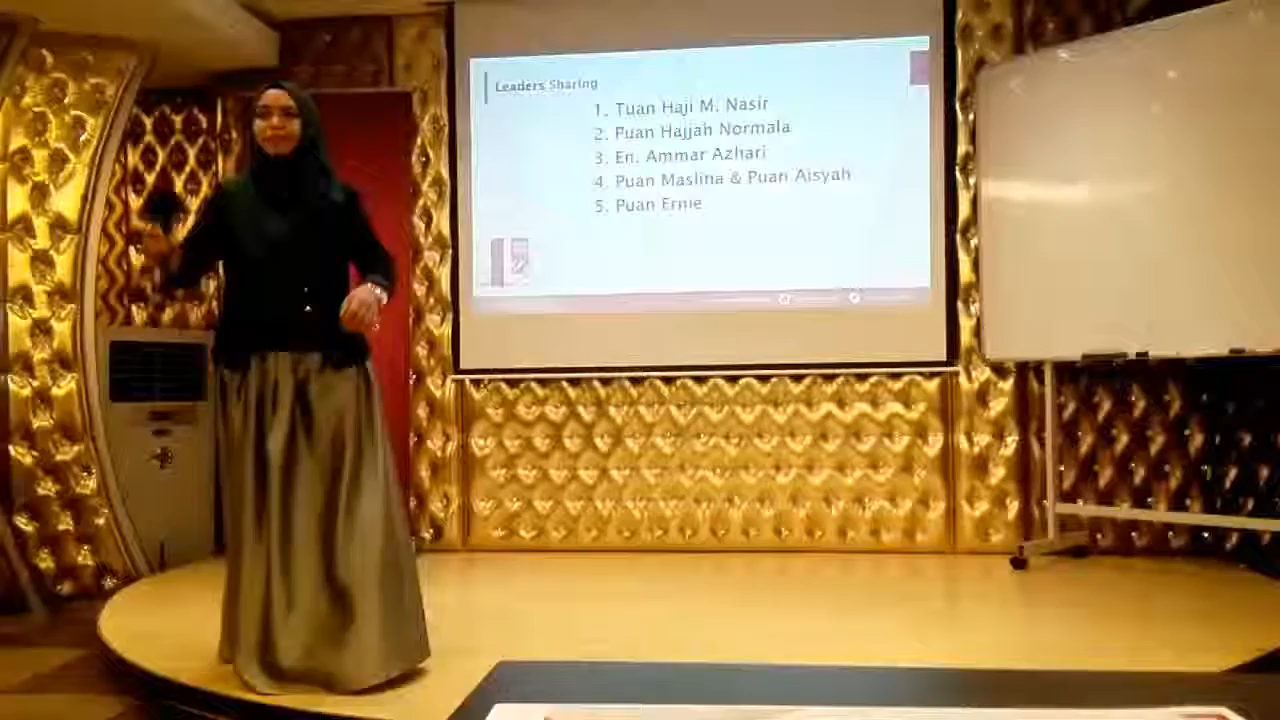 Leaders Sharing
1. Tuan Haji M. Nasir
2. Puan Hajjah Normala
3. En. Ammar Azhari
4. Puan Maslina & Puan Aisyah
5. Puan Ernie